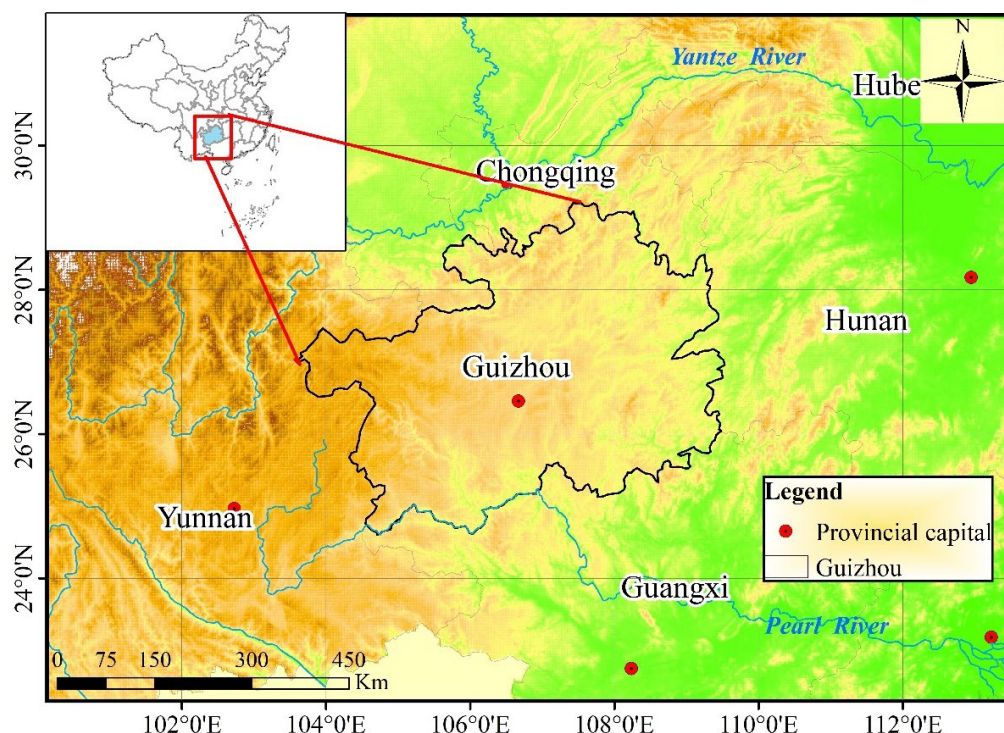 N
Yantze River
Hube
Chongqing
Hunan
Guizhou
Yunnan
Guangxi
Pearl River
Legend
Provincial capital
Guizhou
0 75 150 300 450
Km
30°0'N
28°0'N
26°0'N
24°0'N
102°0'E 104°0'E 106°0'E 108°0'E 110°0'E 112°0'E